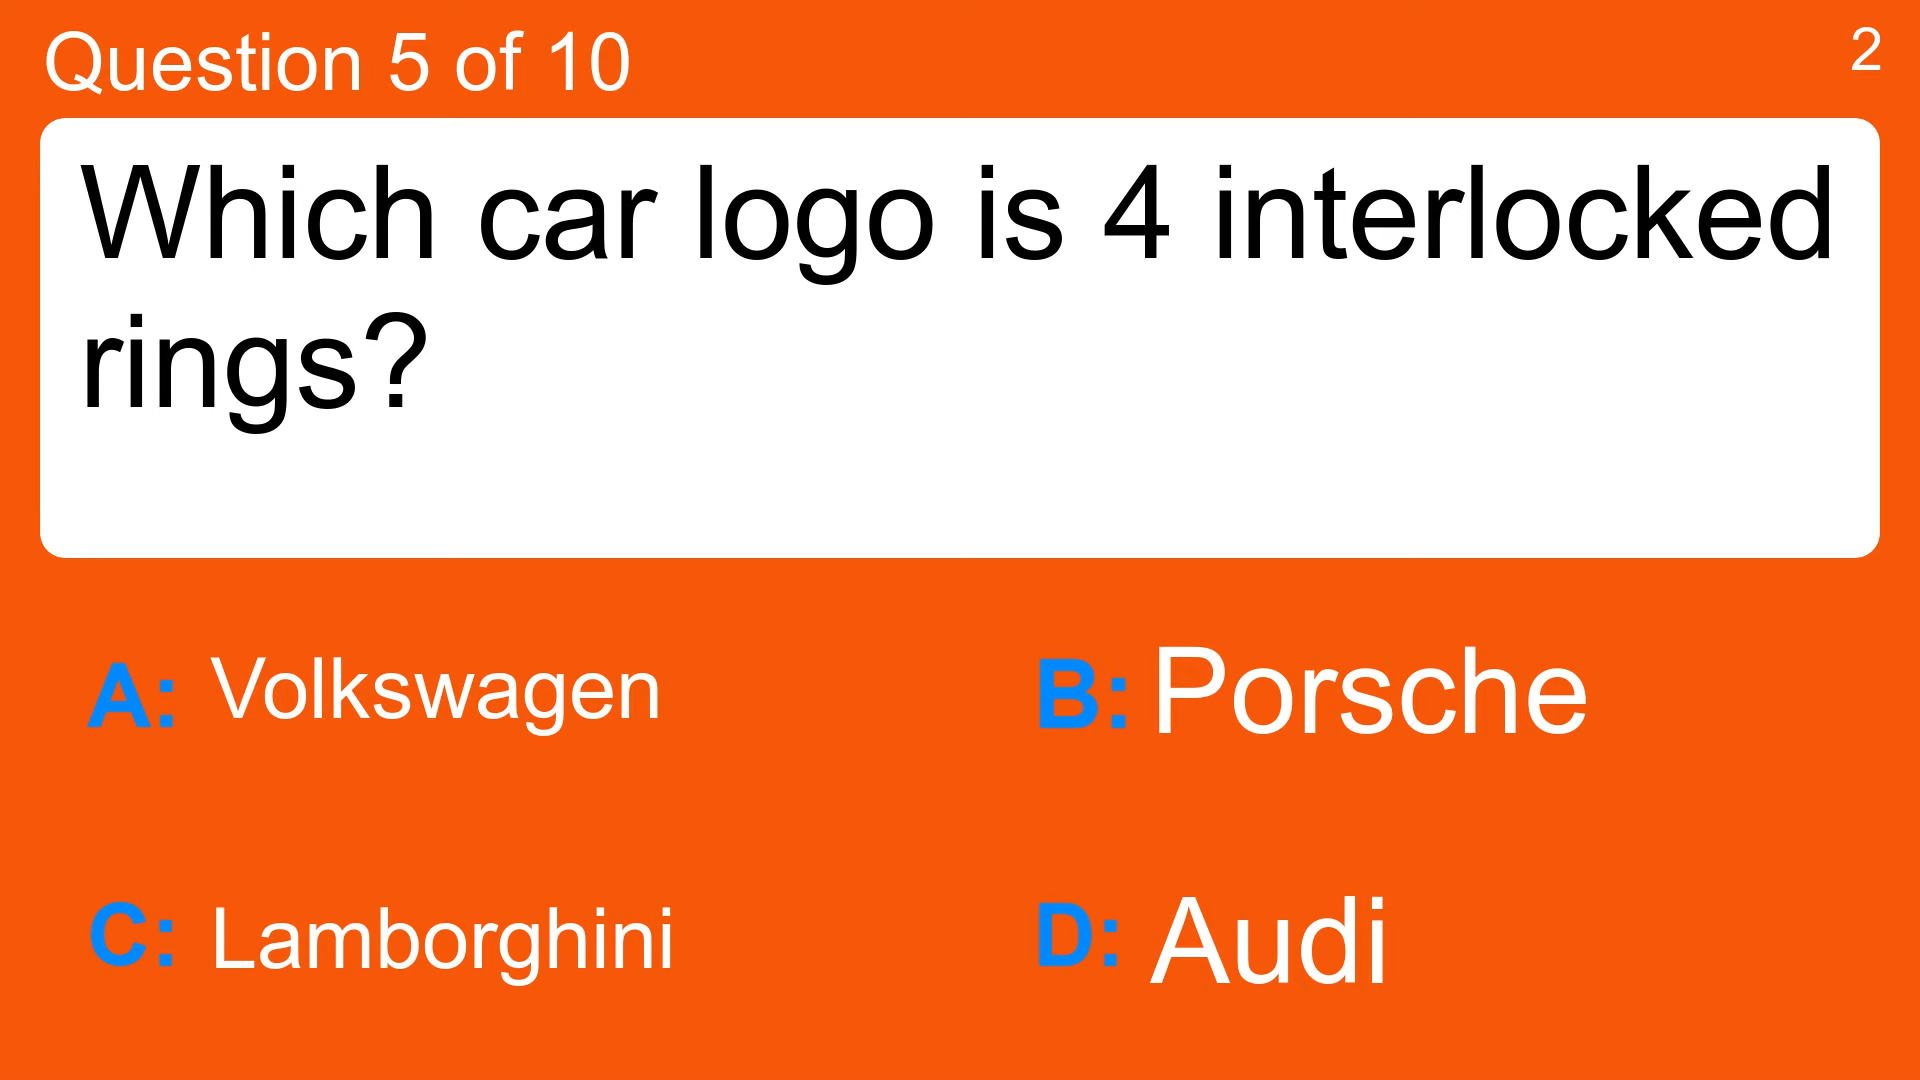 Question 5 of 10
2
Which car logo is 4 interlocked
rings?
A: Volkswagen
B: Porsche
C: Lamborghini
D: Audi